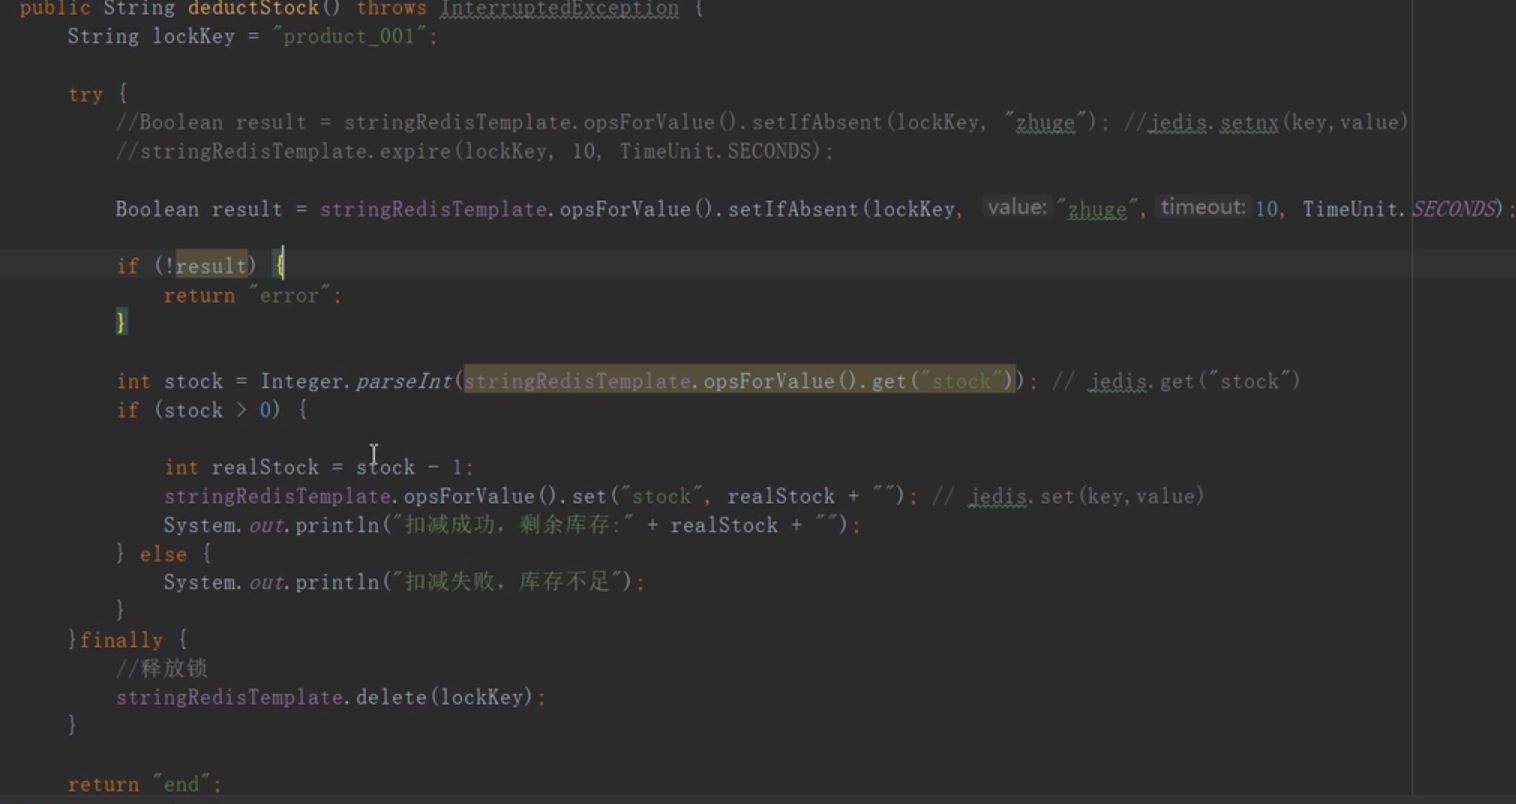 public String deductStock() throws InterruptedException {
String lockKey = "product_001";
try {
//Boolean result = stringRedisTemplate.opsForValue().setIfAbsent(lockKey, "zhuge"); //jedis.setnx(key,value)
//stringRedisTemplate.expire(lockKey, 10, TimeUnit.SECONDS);
Boolean result = stringRedisTemplate.opsForValue().setIfAbsent(lockKey, value: "zhuge", timeout: 10, TimeUnit.SECONDS);
if (!result) {
return "error";
}
int stock = Integer.parseInt(stringRedisTemplate.opsForValue().get("stock")); // jedis.get("stock")
if (stock > 0) {
int realStock = stock - 1;
stringRedisTemplate.opsForValue().set("stock", realStock + ""); // jedis.set(key,value)
System.out.println("扣减成功，剩余库存:" + realStock + "");
} else {
System.out.println("扣减失败，库存不足");
}
}finally {
//释放锁
stringRedisTemplate.delete(lockKey);
}
return "end";